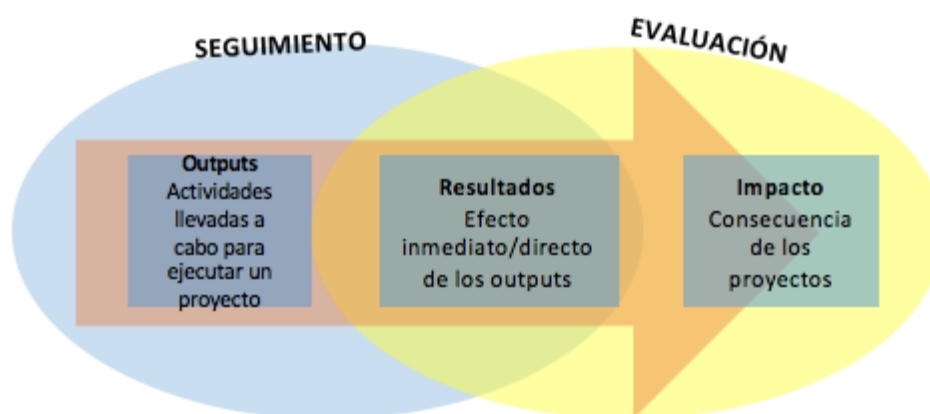 SEGUIMIENTO
EVALUACIÓN
Outputs
Actividades
llevadas a
cabo para
ejecutar un
proyecto
Resultados
Efecto
inmediato/directo
de los outputs
Impacto
Consecuencia
de los
proyectos